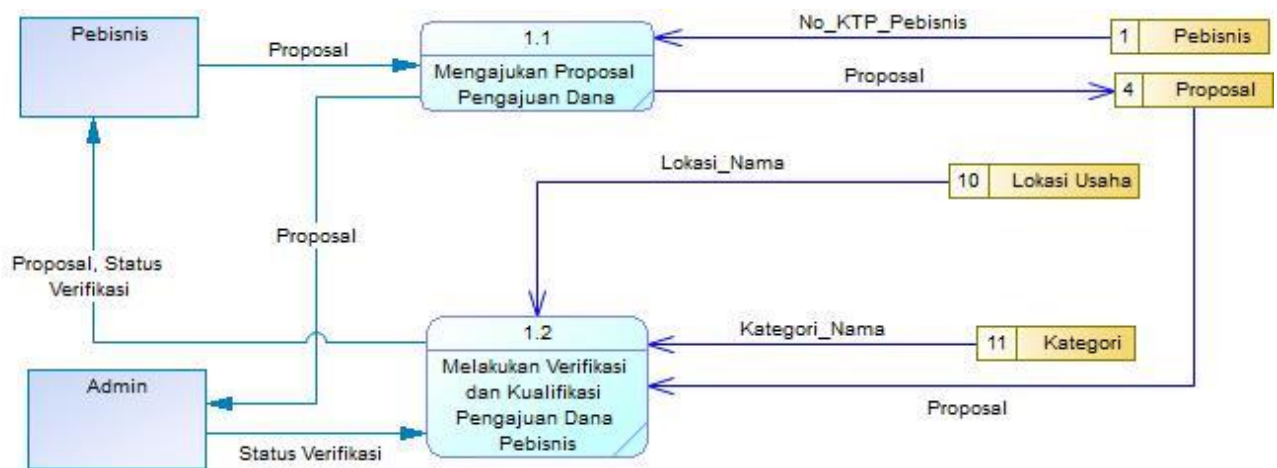 Pebisnis
Proposal
1.1
Mengajukan Proposal
Pengajuan Dana
No_KTP_Pebisnis
1 Pebisnis
Proposal
4 Proposal
Lokasi_Nama
10 Lokasi Usaha
Proposal
Proposal, Status
Verifikasi
1.2
Melakukan Verifikasi
dan Kualifikasi
Pengajuan Dana
Pebisnis
Kategori_Nama
11 Kategori
Proposal
Admin
Status Verifikasi